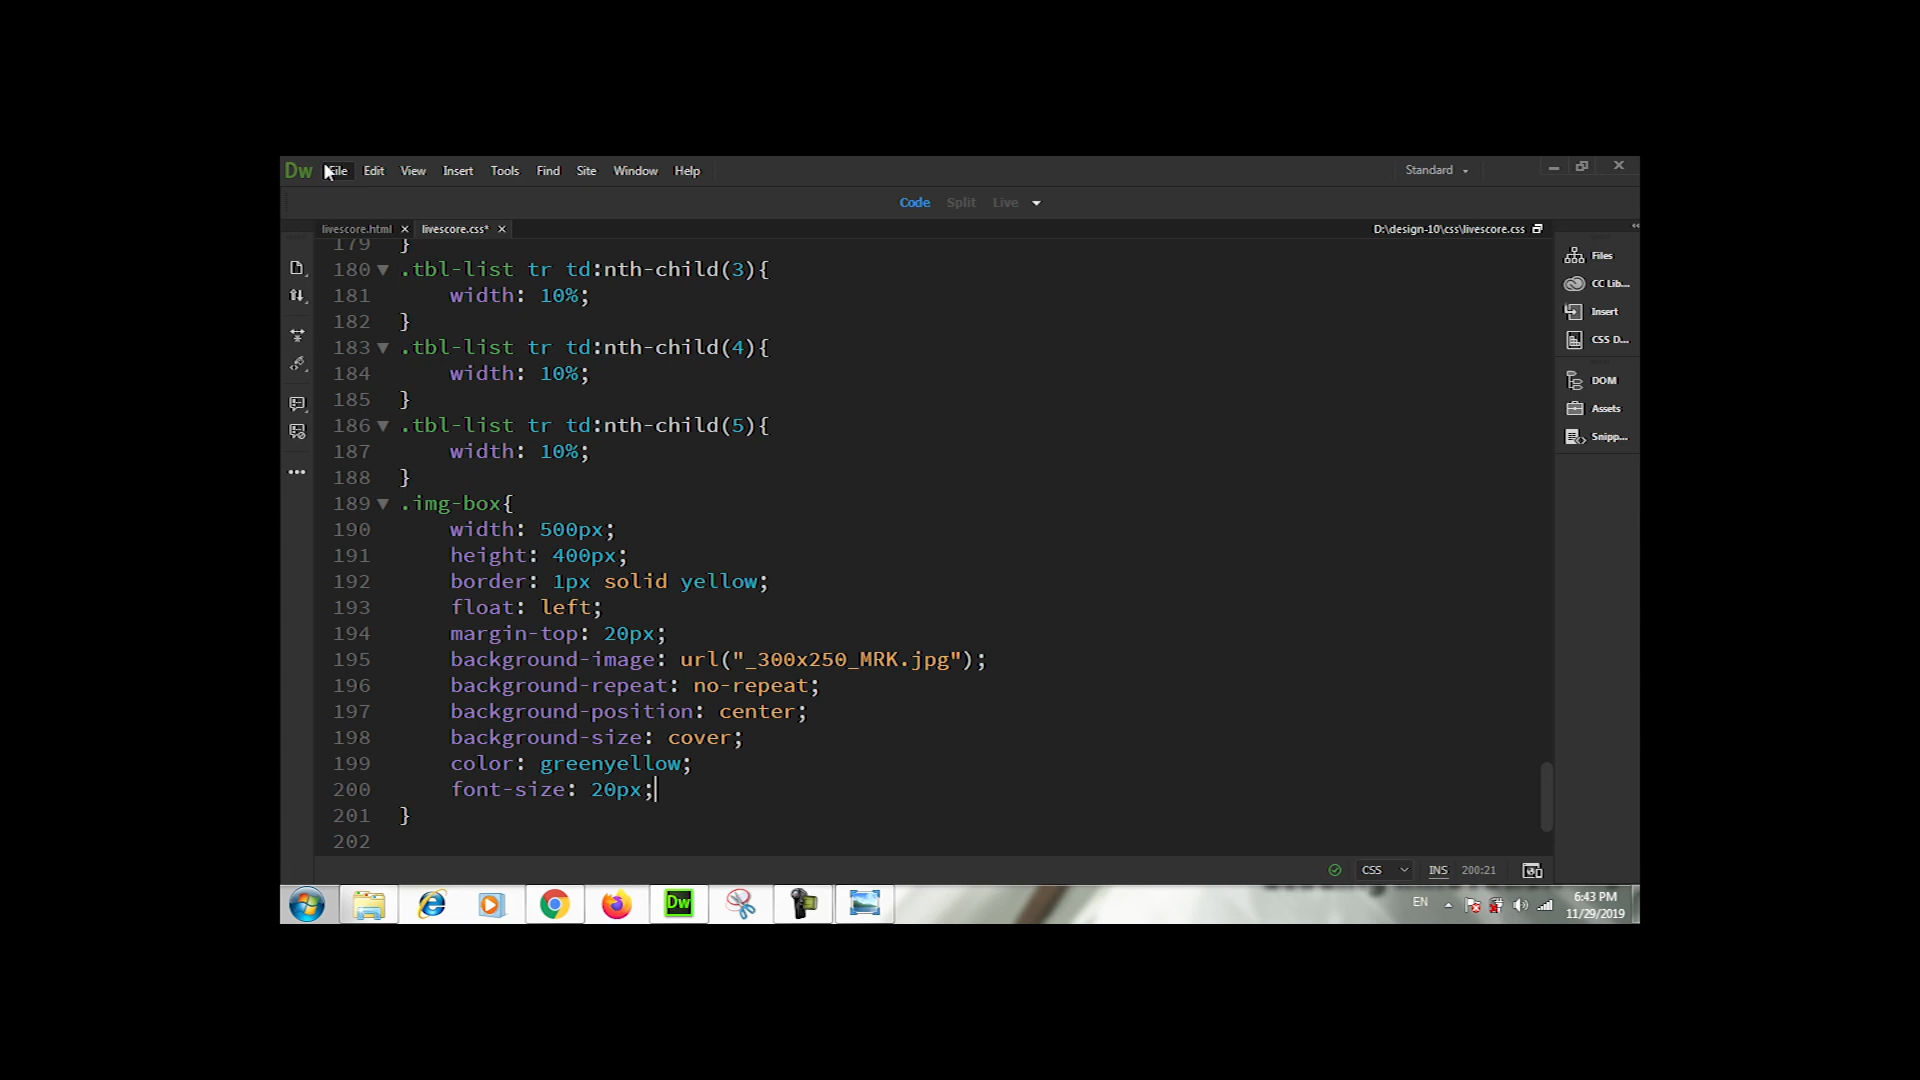 Dw File Edit View Insert Tools Find Site Window Help Standard
Code Split Live
livescore.html × livescore.css* × D:\design-10\css\livescore.css
179 }
180 .tbl-list tr td:nth-child(3){
181 width: 10%;
182 }
183 .tbl-list tr td:nth-child(4){
184 width: 10%;
185 }
186 .tbl-list tr td:nth-child(5){
187 width: 10%;
188 }
189 .img-box{
190 width: 500px;
191 height: 400px;
192 border: 1px solid yellow;
193 float: left;
194 margin-top: 20px;
195 background-image: url("_300x250_MRK.jpg");
196 background-repeat: no-repeat;
197 background-position: center;
198 background-size: cover;
199 color: greenyellow;
200 font-size: 20px;
201 }
202
Files
CC Lib...
Insert
CSS D...
DOM
Assets
Snipp...
CSS INS 200:21
Dw
EN
6:43 PM
11/29/2019